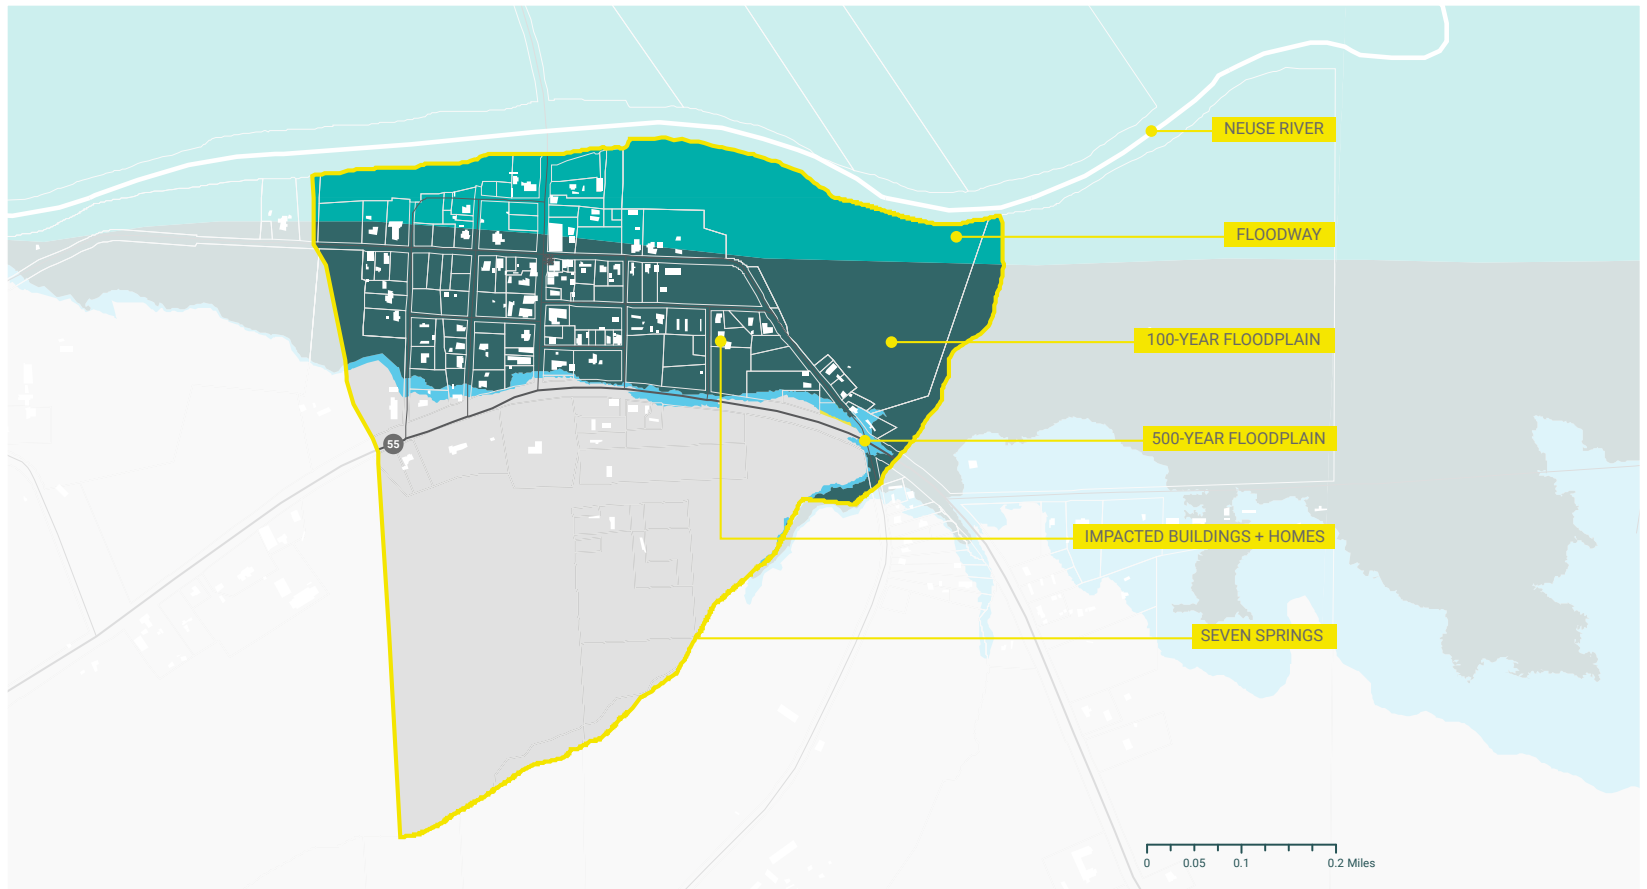 NEUSE RIVER
FLOODWAY
100-YEAR FLOODPLAIN
55
500-YEAR FLOODPLAIN
IMPACTED BUILDINGS + HOMES
SEVEN SPRINGS
0 0.05 0.1 0.2 Miles